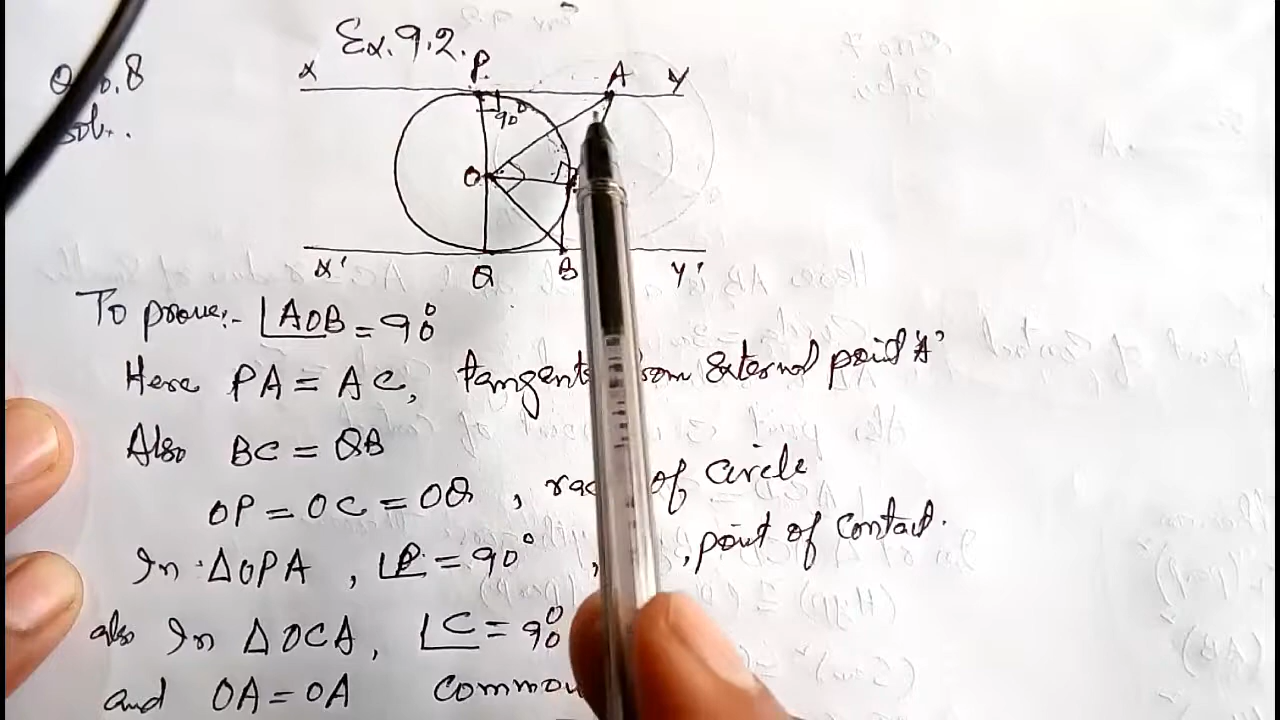 Ex. 9.2.
Q.No.8
Sol.
X P. A Y
90°
O
X' Q B Y'
To prove:- ∠AOB = 90°
Here PA = AC, tangents from External point 'A'
Also BC = QB
OP = OC = OQ, of circle
In ΔOPA, ∠P = 90°, point of contact.
also In ΔOCA, ∠C = 90°
and OA = OA common